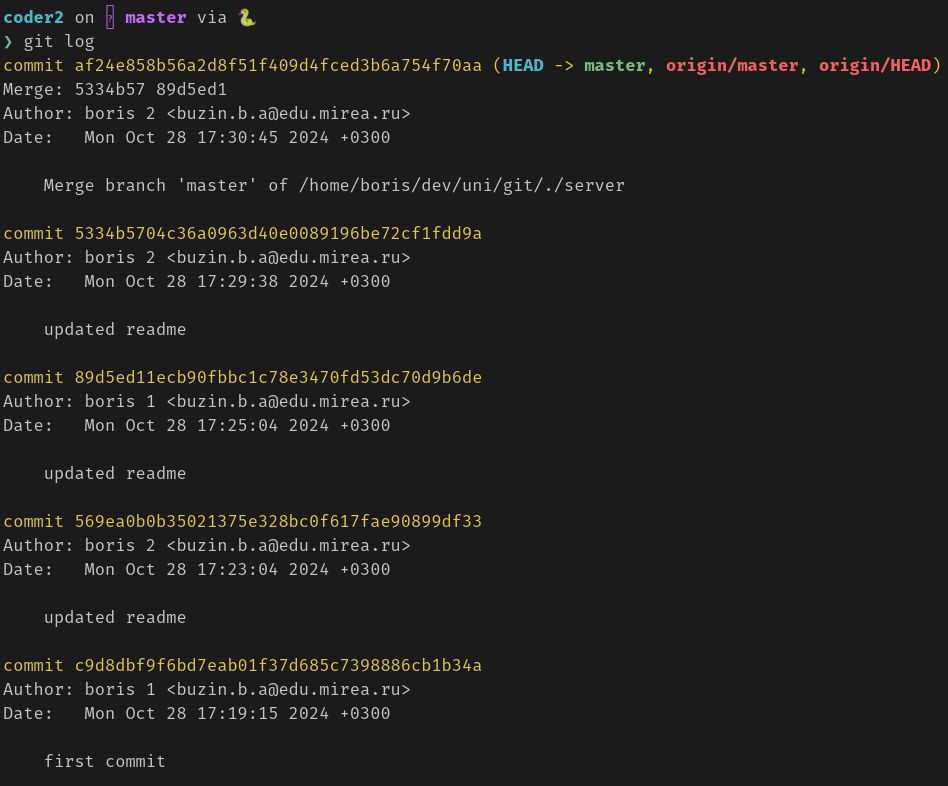 coder2 on master via 🐍
❯ git log
commit af24e858b56a2d8f51f409d4fced3b6a754f70aa (HEAD -> master, origin/master, origin/HEAD)
Merge: 5334b57 89d5ed1
Author: boris 2 <buzin.b.a@edu.mirea.ru>
Date:   Mon Oct 28 17:30:45 2024 +0300

    Merge branch 'master' of /home/boris/dev/uni/git/./server

commit 5334b5704c36a0963d40e0089196be72cf1fdd9a
Author: boris 2 <buzin.b.a@edu.mirea.ru>
Date:   Mon Oct 28 17:29:38 2024 +0300

    updated readme

commit 89d5ed11ecb90fbbc1c78e3470fd53dc70d9b6de
Author: boris 1 <buzin.b.a@edu.mirea.ru>
Date:   Mon Oct 28 17:25:04 2024 +0300

    updated readme

commit 569ea0b0b35021375e328bc0f617fae90899df33
Author: boris 2 <buzin.b.a@edu.mirea.ru>
Date:   Mon Oct 28 17:23:04 2024 +0300

    updated readme

commit c9d8dbf9f6bd7eab01f37d685c7398886cb1b34a
Author: boris 1 <buzin.b.a@edu.mirea.ru>
Date:   Mon Oct 28 17:19:15 2024 +0300

    first commit